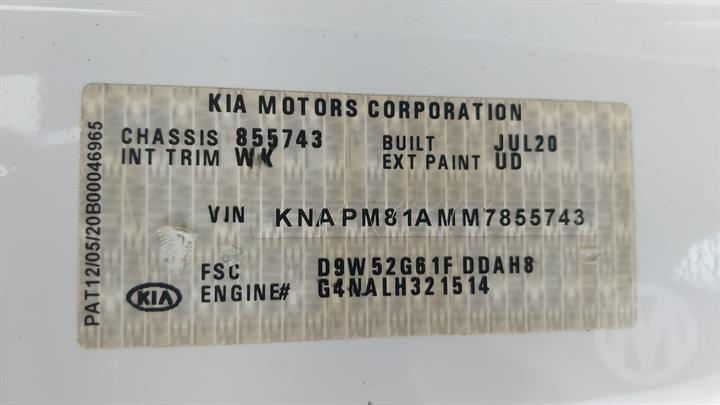 KIA MOTORS CORPORATION
CHASSIS 855743 BUILT JUL20
INT TRIM WK EXT PAINT UD
VIN KNAPM81AMM7855743
FSC D9W52G61F DDAH8
KIA ENGINE# G4NALH321514
PAT12/05/20B00046965
M